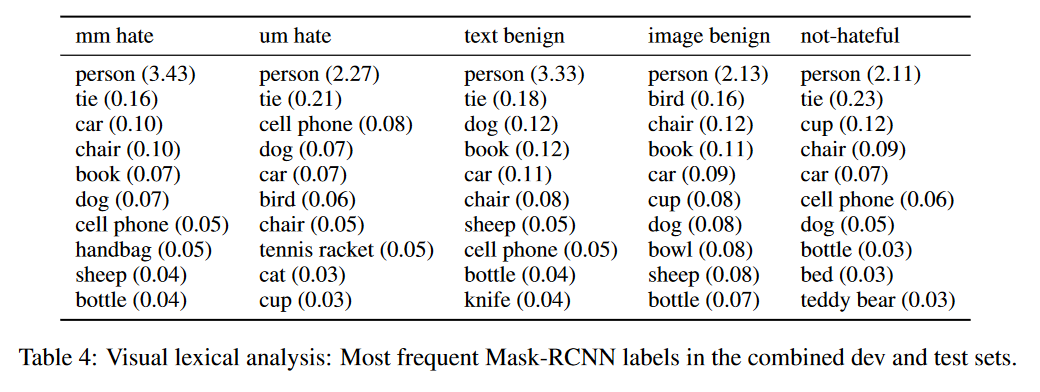 mm hate um hate text benign image benign not-hateful
person (3.43) person (2.27) person (3.33) person (2.13) person (2.11)
tie (0.16) tie (0.21) tie (0.18) bird (0.16) tie (0.23)
car (0.10) cell phone (0.08) dog (0.12) chair (0.12) cup (0.12)
chair (0.10) dog (0.07) book (0.12) book (0.11) chair (0.09)
book (0.07) car (0.07) car (0.11) car (0.09) car (0.07)
dog (0.07) bird (0.06) chair (0.08) cup (0.08) cell phone (0.06)
cell phone (0.05) chair (0.05) sheep (0.05) dog (0.08) dog (0.05)
handbag (0.05) tennis racket (0.05) cell phone (0.05) bowl (0.08) bottle (0.03)
sheep (0.04) cat (0.03) bottle (0.04) sheep (0.08) bed (0.03)
bottle (0.04) cup (0.03) knife (0.04) bottle (0.07) teddy bear (0.03)
Table 4: Visual lexical analysis: Most frequent Mask-RCNN labels in the combined dev and test sets.